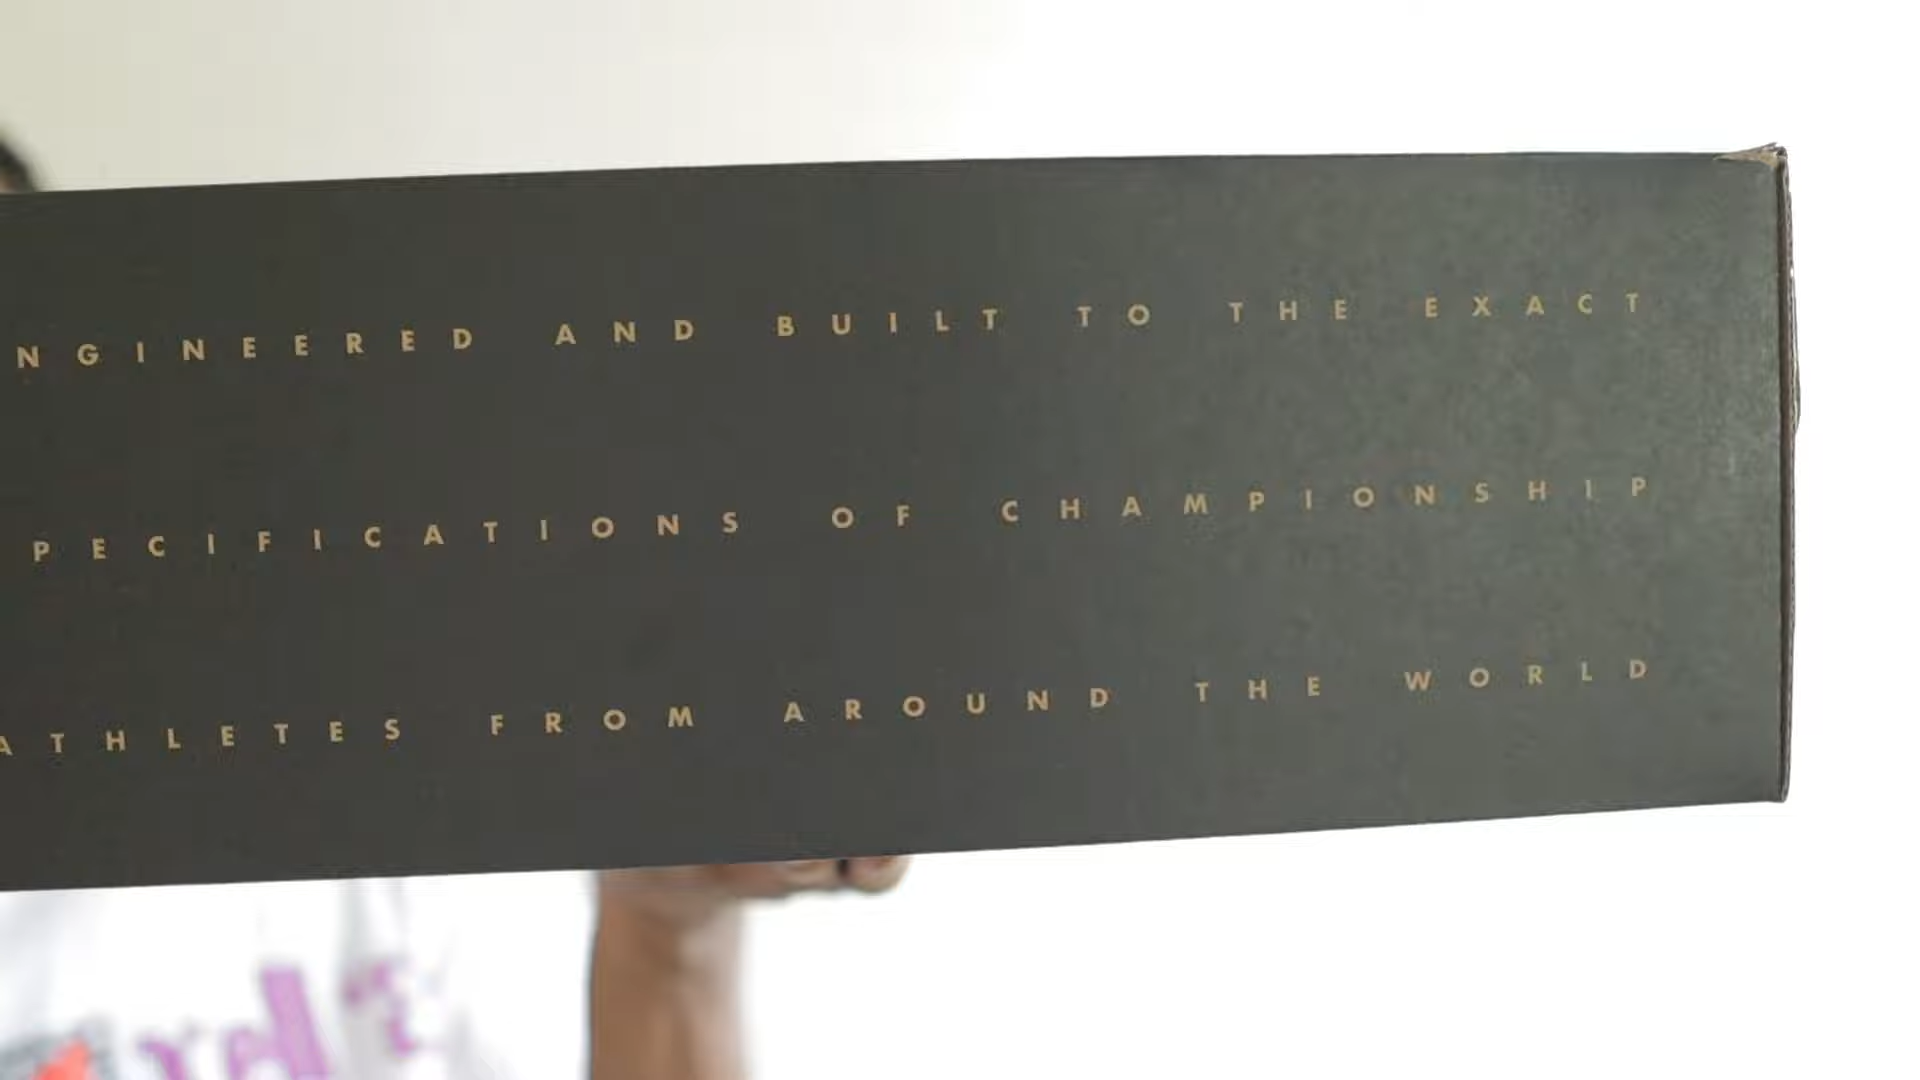 NGINEERED AND BUILT TO THE EXACT
PECIFICATIONS OF CHAMPIONSHIP
ATHLETES FROM AROUND THE WORLD